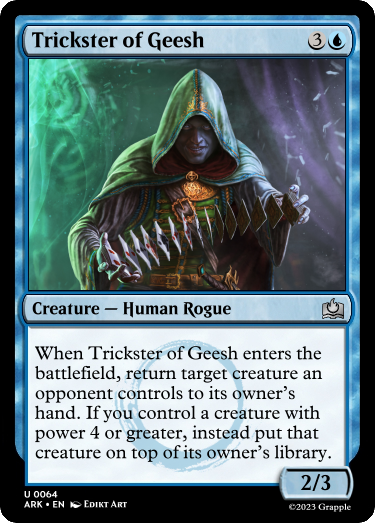 Trickster of Geesh 3
Creature — Human Rogue
When Trickster of Geesh enters the
battlefield, return target creature an
opponent controls to its owner's
hand. If you control a creature with
power 4 or greater, instead put that
creature on top of its owner's library.
2/3
U 0064
ARK • EN Edikt Art
©2023 Grapple